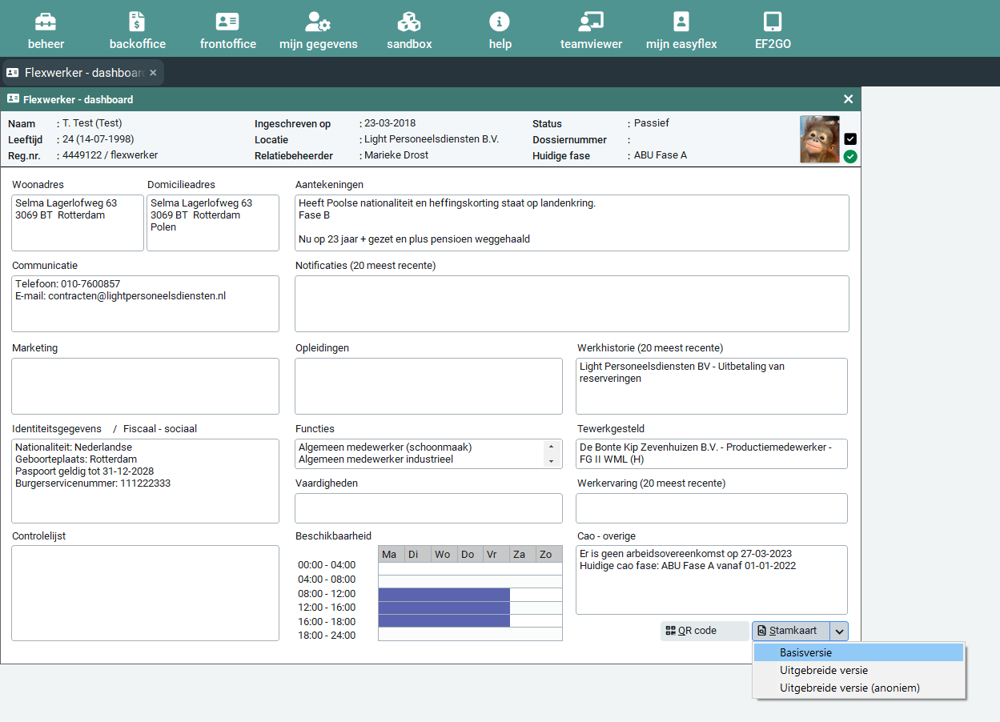 beheer backoffice frontoffice mijn gegevens sandbox help teamviewer mijn easyflex EF2GO
Flexwerker - dashboard
Flexwerker - dashboard
Naam : T. Test (Test) Ingeschreven op : 23-03-2018 Status : Passief
Leeftijd : 24 (14-07-1998) Locatie : Light Personeelsdiensten B.V. Dossiernummer :
Reg.nr. : 4449122 / flexwerker Relatiebeheerder : Marieke Drost Huidige fase : ABU Fase A
Woonadres
Selma Lagerlofweg 63
3069 BT Rotterdam
Domicilieadres
Selma Lagerlofweg 63
3069 BT Rotterdam
Polen
Aantekeningen
Heeft Poolse nationaliteit en heffingskorting staat op landenkring.
Fase B
Nu op 23 jaar + gezet en plus pensioen weggehaald
Communicatie
Telefoon: 010-7600857
E-mail: contracten@lightpersoneelsdiensten.nl
Notificaties (20 meest recente)
Marketing
Opleidingen
Werkhistorie (20 meest recente)
Light Personeelsdiensten BV - Uitbetaling van
reserveringen
Identiteitsgegevens / Fiscaal - sociaal
Nationaliteit: Nederlandse
Geboorteplaats: Rotterdam
Paspoort geldig tot 31-12-2028
Burgerservicenummer: 111222333
Functies
Algemeen medewerker (schoonmaak)
Algemeen medewerker industrieel
Tewerkgesteld
De Bonte Kip Zevenhuizen B.V. - Productiemedewerker -
FG II WML (H)
Vaardigheden
Werkervaring (20 meest recente)
Controlelijst
Beschikbaarheid
Ma Di Wo Do Vr Za Zo
00:00 - 04:00
04:00 - 08:00
08:00 - 12:00
12:00 - 16:00
16:00 - 18:00
18:00 - 24:00
Cao - overige
Er is geen arbeidsovereenkomst op 27-03-2023
Huidige cao fase: ABU Fase A vanaf 01-01-2022
QR code Stamkaart
Basisversie
Uitgebreide versie
Uitgebreide versie (anoniem)